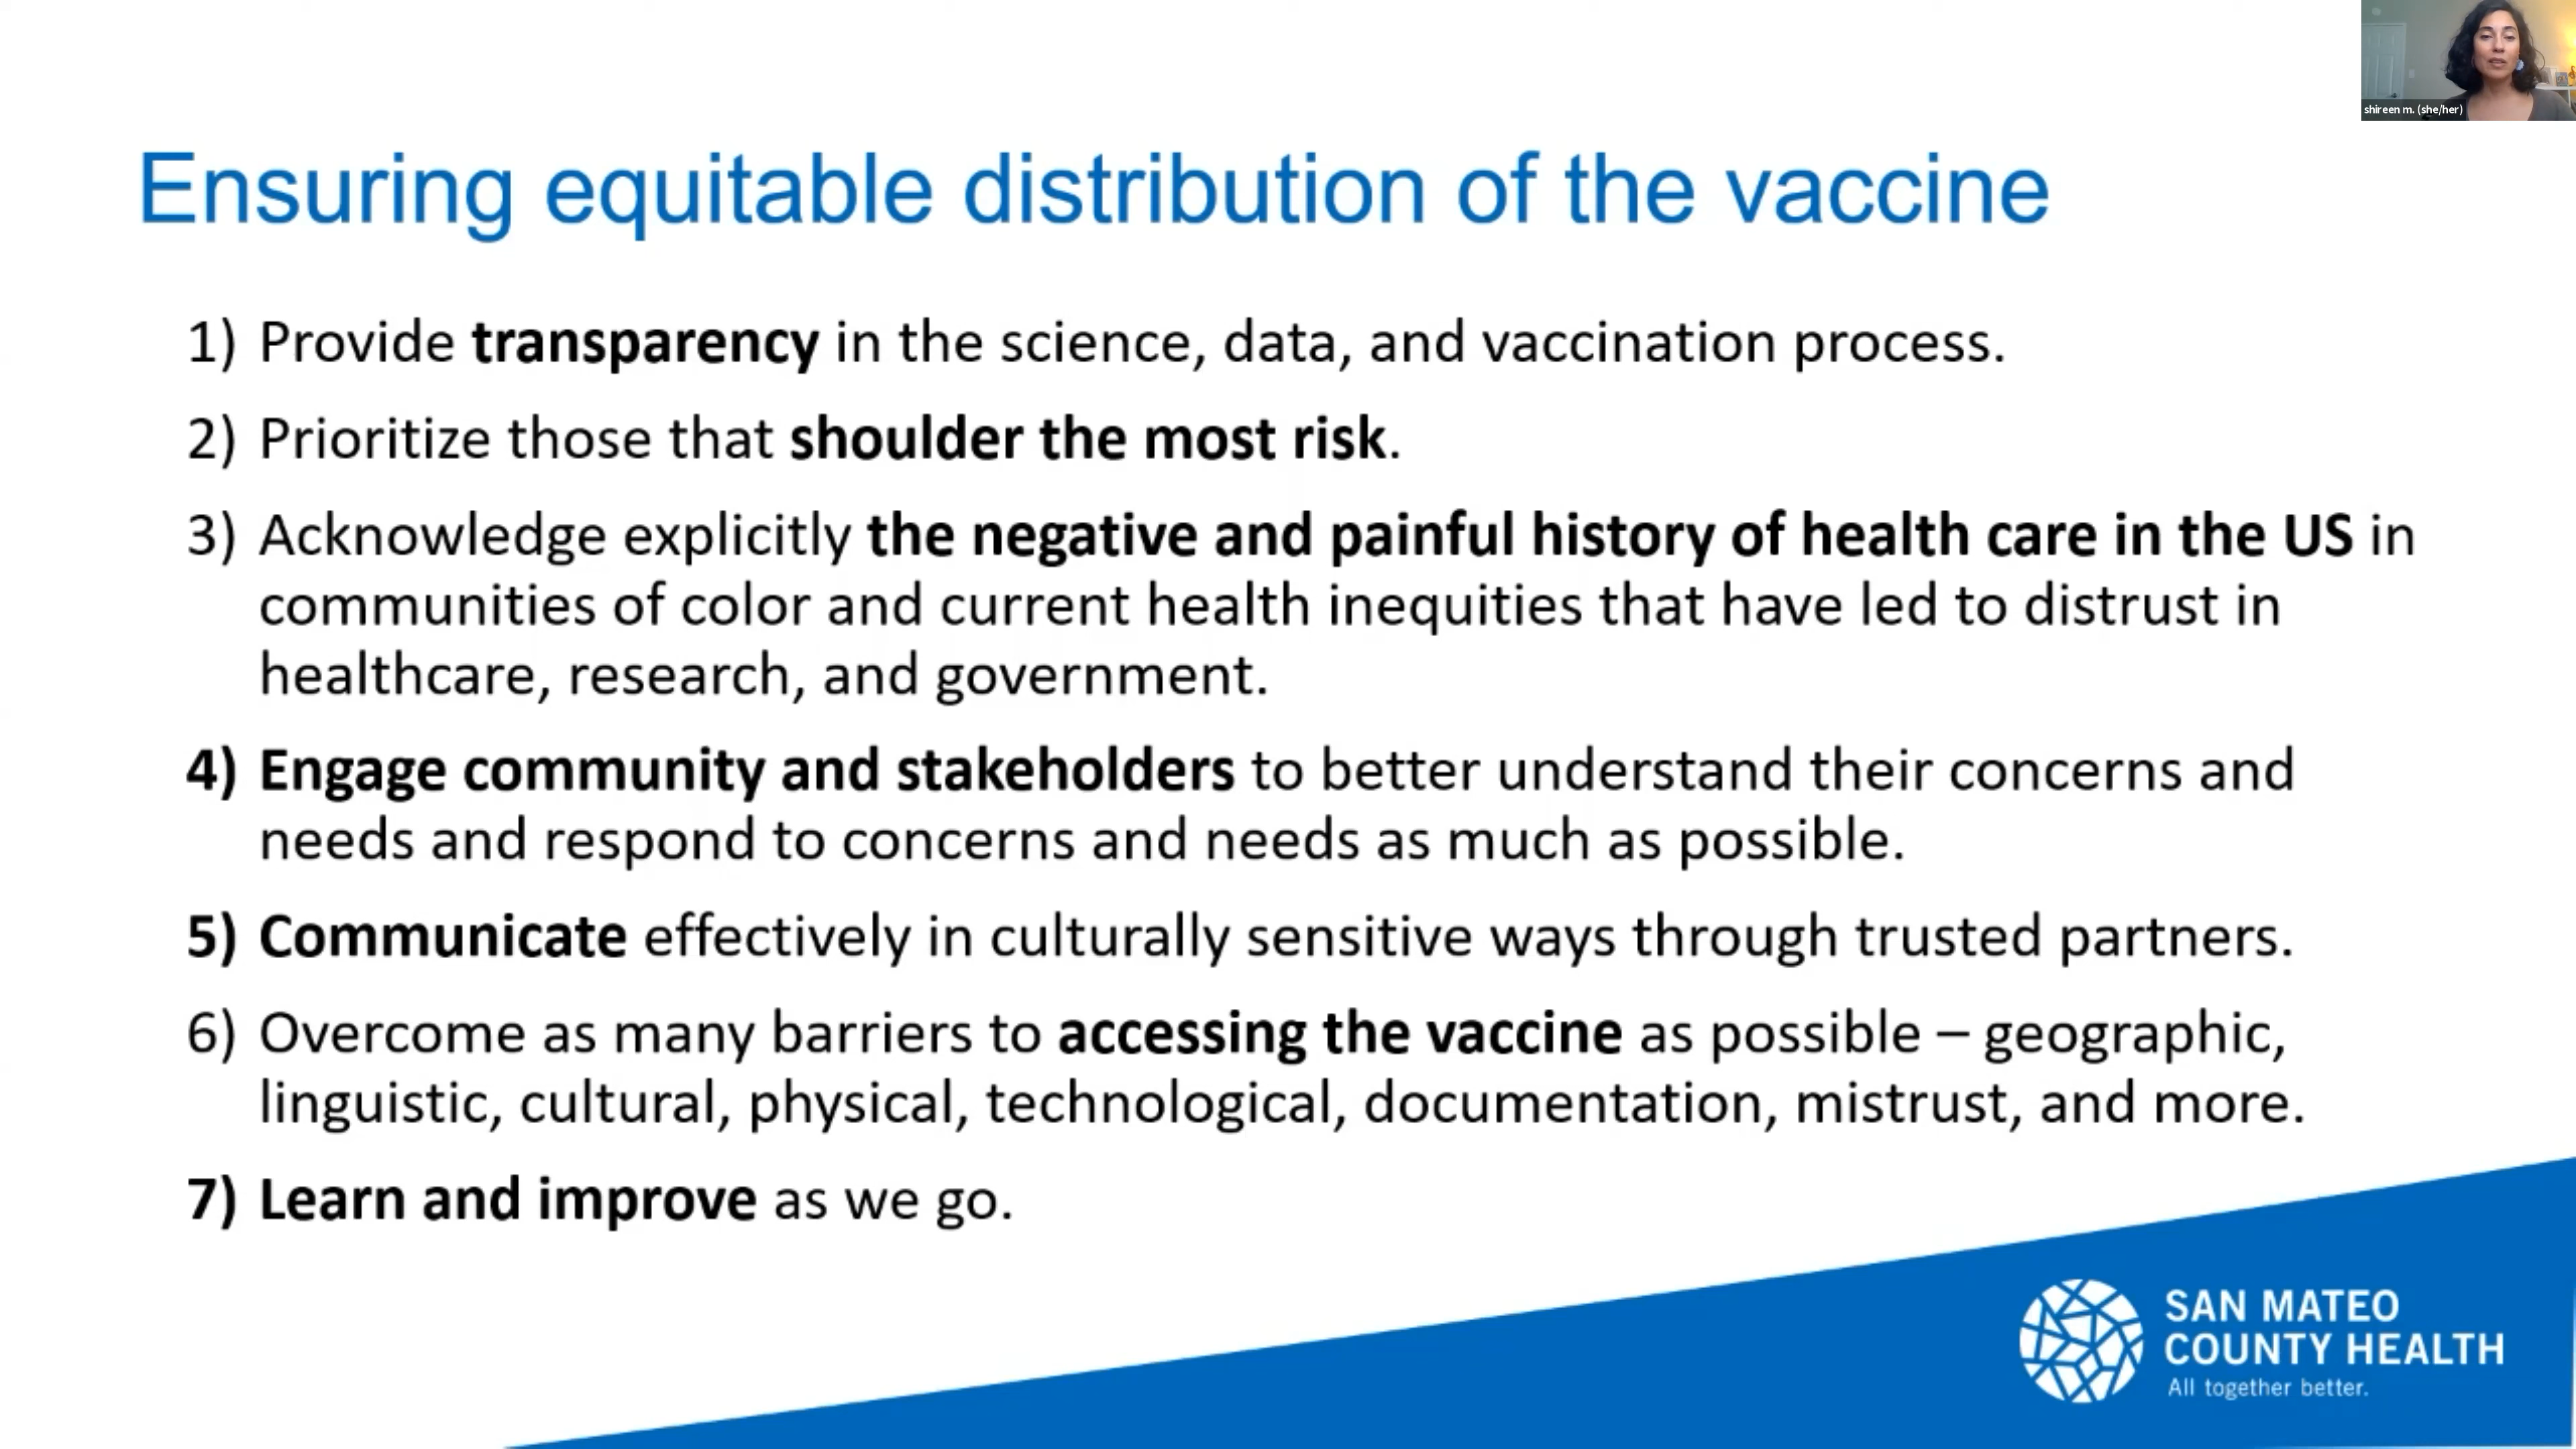 shireen m. (she/her)
Ensuring equitable distribution of the vaccine
1) Provide transparency in the science, data, and vaccination process.
2) Prioritize those that shoulder the most risk.
3) Acknowledge explicitly the negative and painful history of health care in the US in
communities of color and current health inequities that have led to distrust in
healthcare, research, and government.
4) Engage community and stakeholders to better understand their concerns and
needs and respond to concerns and needs as much as possible.
5) Communicate effectively in culturally sensitive ways through trusted partners.
6) Overcome as many barriers to accessing the vaccine as possible – geographic,
linguistic, cultural, physical, technological, documentation, mistrust, and more.
7) Learn and improve as we go.
SAN MATEO
COUNTY HEALTH
All together better.